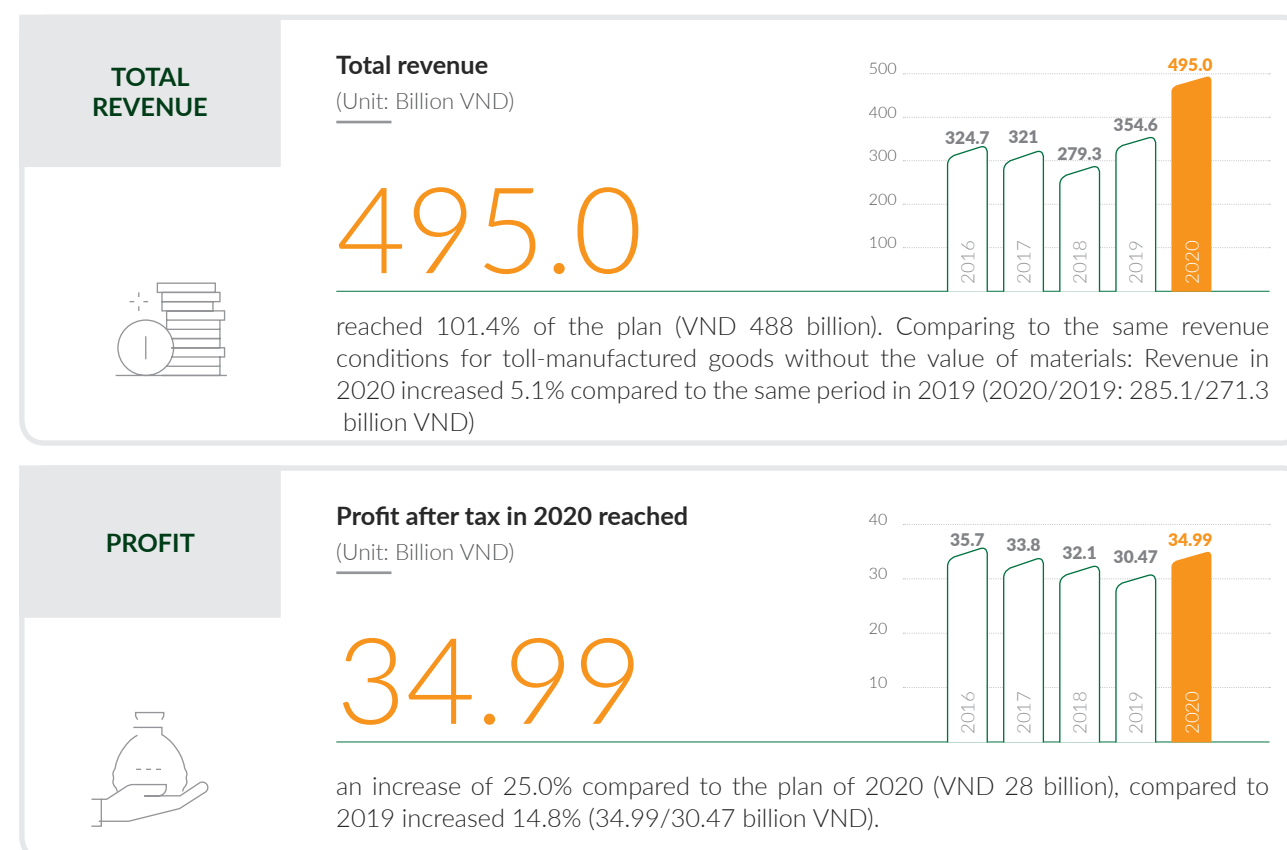 TOTAL
REVENUE
Total revenue
(Unit: Billion VND)
495.0
500
400
300
200
100
324.7
321
279.3
354.6
495.0
2016
2017
2018
2019
2020
reached 101.4% of the plan (VND 488 billion). Comparing to the same revenue
conditions for toll-manufactured goods without the value of materials: Revenue in
2020 increased 5.1% compared to the same period in 2019 (2020/2019: 285.1/271.3
billion VND)
PROFIT
Profit after tax in 2020 reached
(Unit: Billion VND)
34.99
40
30
20
10
35.7
33.8
32.1
30.47
34.99
2016
2017
2018
2019
2020
an increase of 25.0% compared to the plan of 2020 (VND 28 billion), compared to
2019 increased 14.8% (34.99/30.47 billion VND).